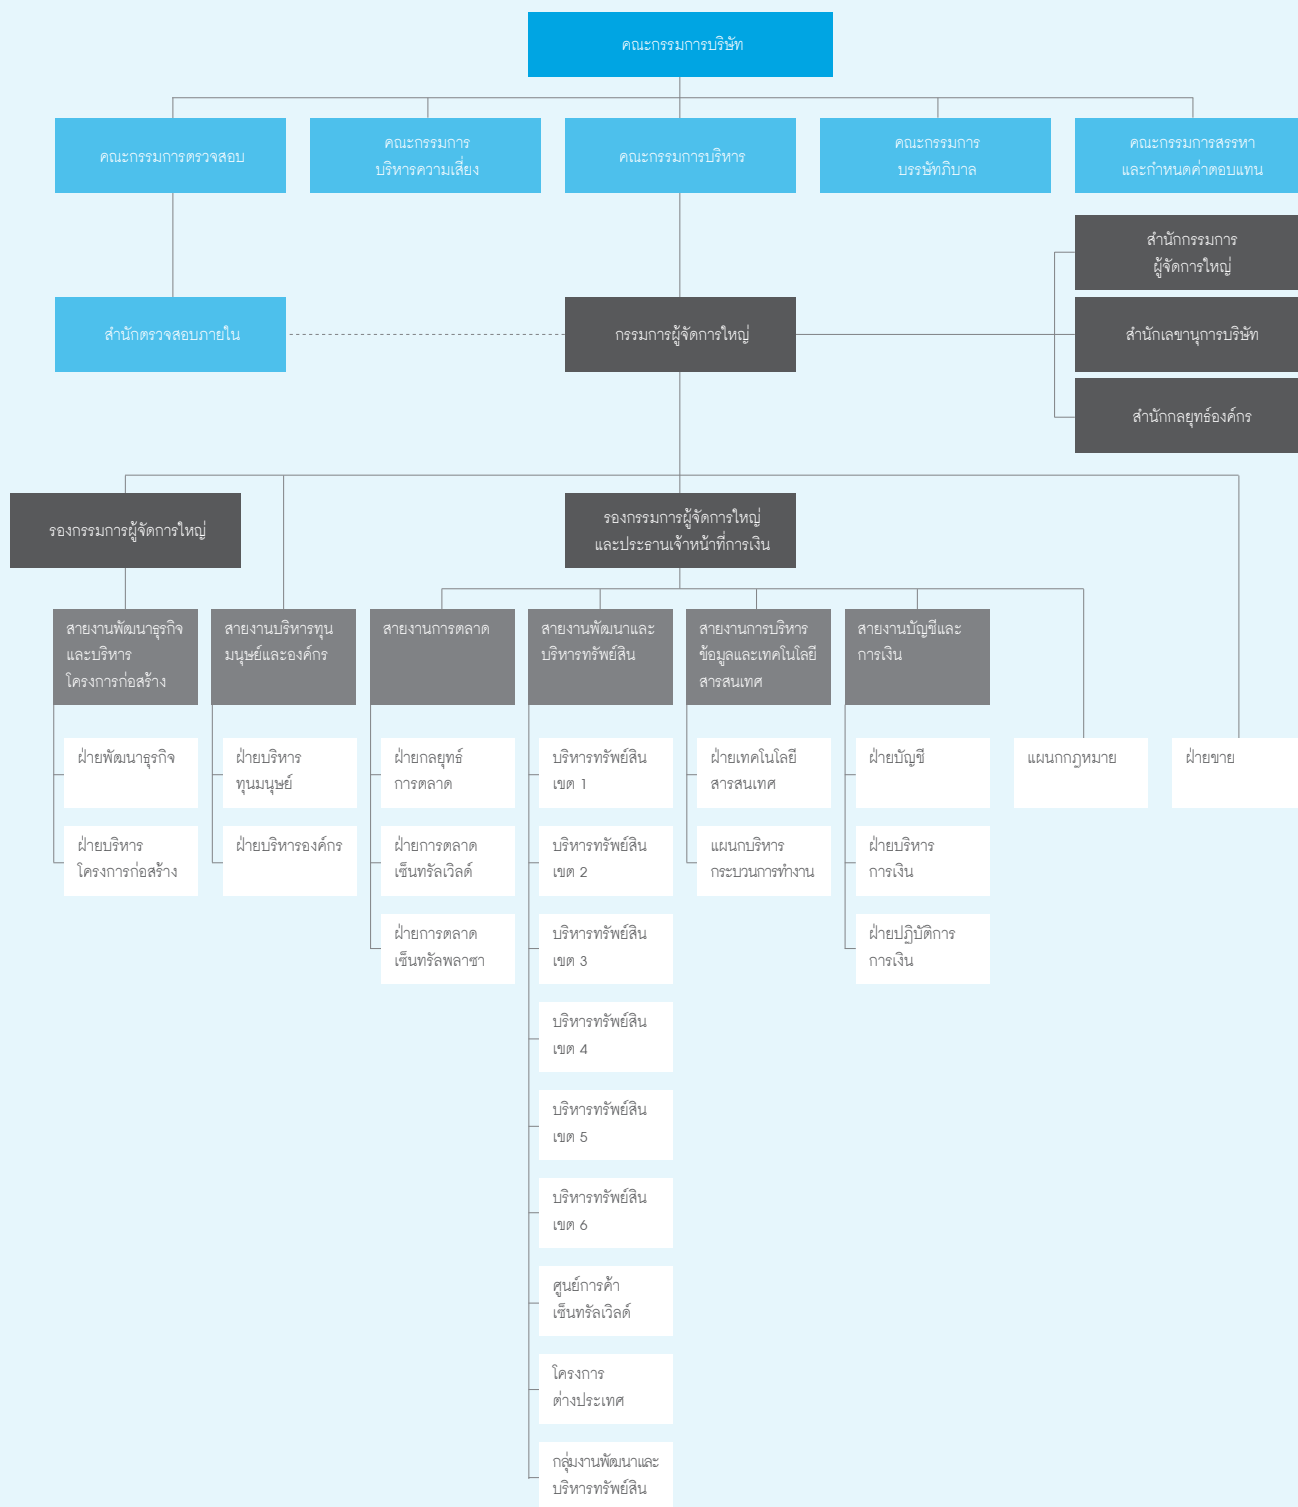 คณะกรรมการบริษัท
คณะกรรมการตรวจสอบ
คณะกรรมการ
บริหารความเสี่ยง
คณะกรรมการบริหาร
คณะกรรมการ
บรรษัทภิบาล
คณะกรรมการสรรหา
และกำหนดค่าตอบแทน
สำนักกรรมการ
ผู้จัดการใหญ่
สำนักตรวจสอบภายใน
กรรมการผู้จัดการใหญ่
สำนักเลขานุการบริษัท
สำนักกลยุทธ์องค์กร
รองกรรมการผู้จัดการใหญ่
รองกรรมการผู้จัดการใหญ่
และประธานเจ้าหน้าที่การเงิน
สายงานพัฒนาธุรกิจ
และบริหาร
โครงการก่อสร้าง
สายงานบริหารทุน
มนุษย์และองค์กร
สายงานการตลาด
สายงานพัฒนาและ
บริหารทรัพย์สิน
สายงานการบริหาร
ข้อมูลและเทคโนโลยี
สารสนเทศ
สายงานบัญชีและ
การเงิน
ฝ่ายพัฒนาธุรกิจ
ฝ่ายบริหาร
ทุนมนุษย์
ฝ่ายกลยุทธ์
การตลาด
บริหารทรัพย์สิน
เขต 1
ฝ่ายเทคโนโลยี
สารสนเทศ
ฝ่ายบัญชี
แผนกกฎหมาย
ฝ่ายขาย
ฝ่ายบริหาร
โครงการก่อสร้าง
ฝ่ายบริหารองค์กร
ฝ่ายการตลาด
เซ็นทรัลเวิลด์
บริหารทรัพย์สิน
เขต 2
แผนกบริหาร
กระบวนการทำงาน
ฝ่ายบริหาร
การเงิน
ฝ่ายการตลาด
เซ็นทรัลพลาซา
บริหารทรัพย์สิน
เขต 3
ฝ่ายปฏิบัติการ
การเงิน
บริหารทรัพย์สิน
เขต 4
บริหารทรัพย์สิน
เขต 5
บริหารทรัพย์สิน
เขต 6
ศูนย์การค้า
เซ็นทรัลเวิลด์
โครงการ
ต่างประเทศ
กลุ่มงานพัฒนาและ
บริหารทรัพย์สิน